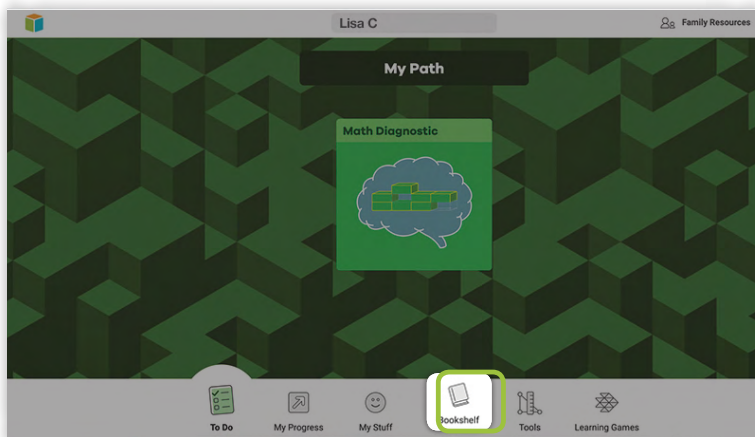 Lisa C
Family Resources
My Path
Math Diagnostic
To Do
My Progress
My Stuff
Bookshelf
Tools
Learning Games